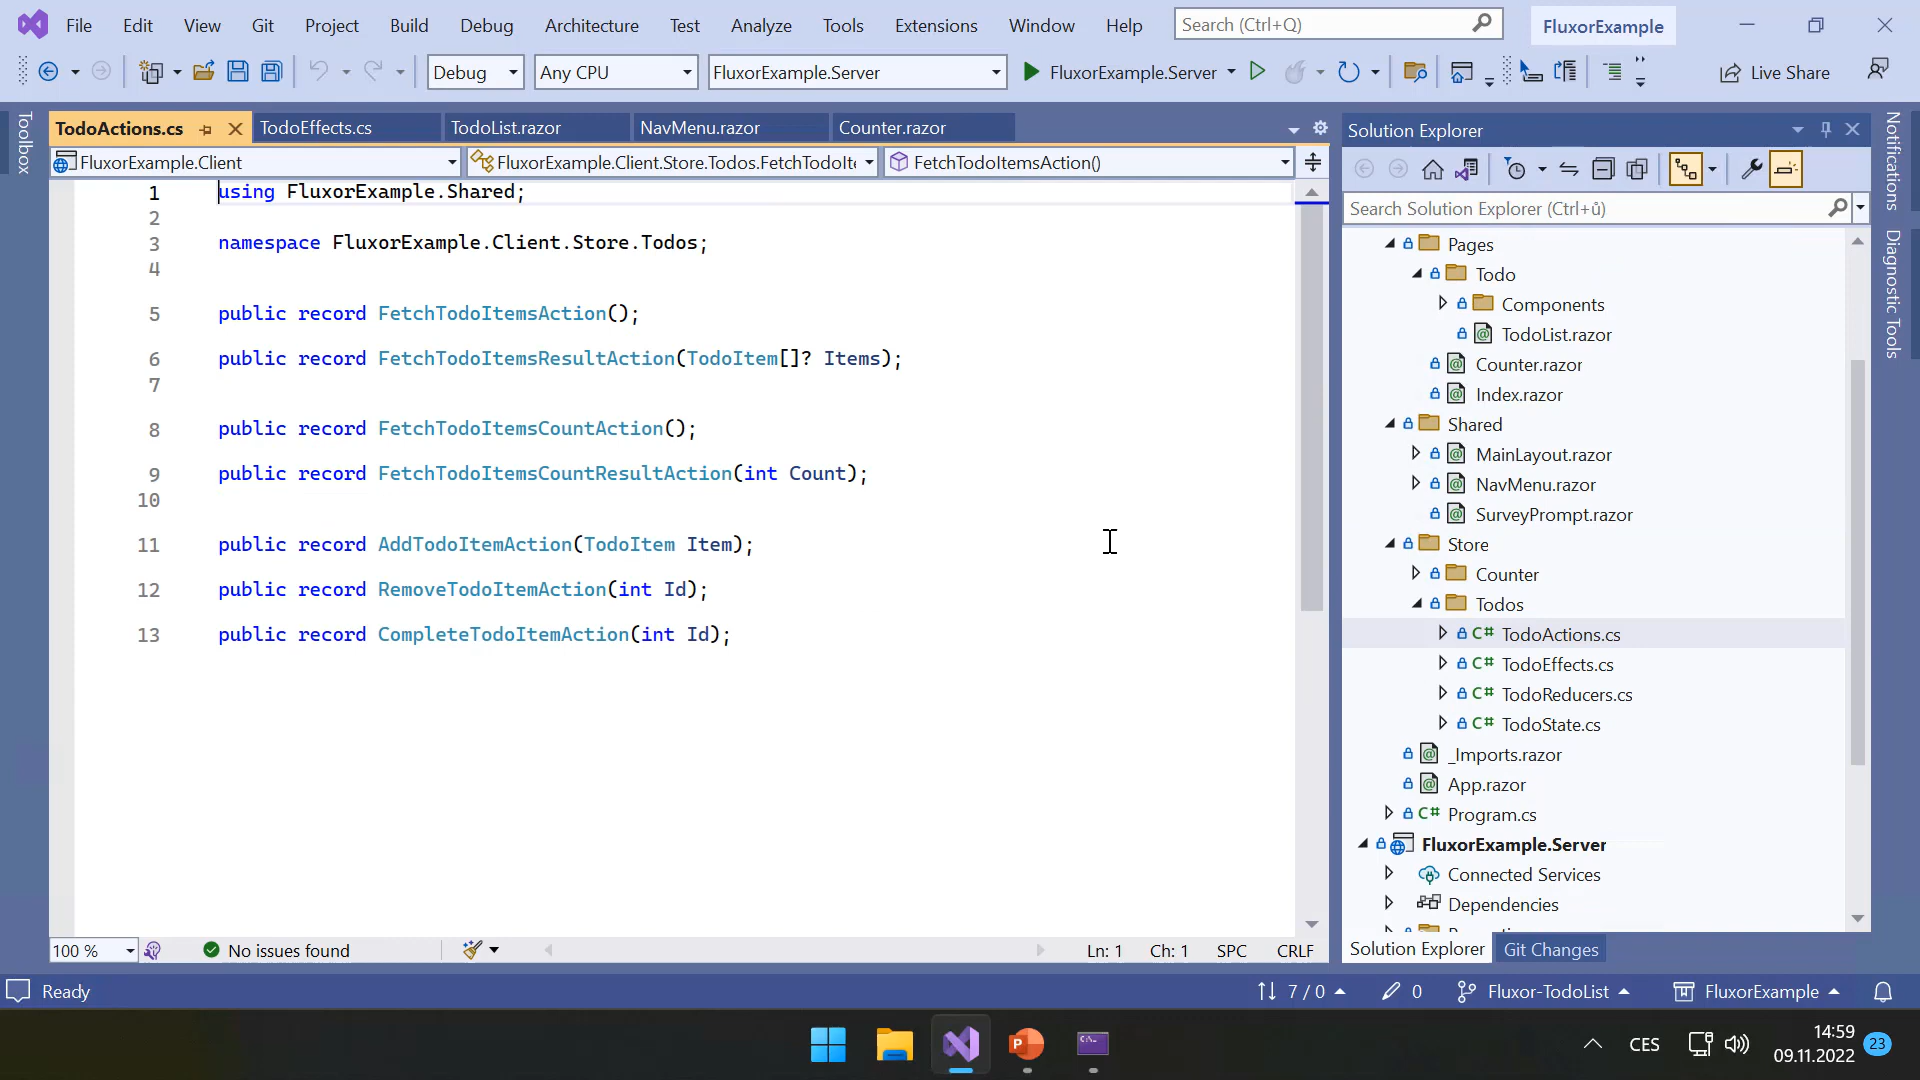 File Edit View Git Project Build Debug Architecture Test Analyze Tools Extensions Window Help Search (Ctrl+Q) FluxorExample
Debug Any CPU FluxorExample.Server FluxorExample.Server Live Share
Toolbox
TodoActions.cs TodoEffects.cs TodoList.razor NavMenu.razor Counter.razor
FluxorExample.Client FluxorExample.Client.Store.Todos.FetchTodoIte FetchTodoItemsAction()
1 using FluxorExample.Shared;
2
3 namespace FluxorExample.Client.Store.Todos;
4
5 public record FetchTodoItemsAction();
6 public record FetchTodoItemsResultAction(TodoItem[]? Items);
7
8 public record FetchTodoItemsCountAction();
9 public record FetchTodoItemsCountResultAction(int Count);
10
11 public record AddTodoItemAction(TodoItem Item);
12 public record RemoveTodoItemAction(int Id);
13 public record CompleteTodoItemAction(int Id);
100 % No issues found Ln: 1 Ch: 1 SPC CRLF
Solution Explorer
Search Solution Explorer (Ctrl+ů)
Pages
Todo
Components
TodoList.razor
Counter.razor
Index.razor
Shared
MainLayout.razor
NavMenu.razor
SurveyPrompt.razor
Store
Counter
Todos
C# TodoActions.cs
C# TodoEffects.cs
C# TodoReducers.cs
C# TodoState.cs
_Imports.razor
App.razor
C# Program.cs
FluxorExample.Server
Connected Services
Dependencies
Solution Explorer Git Changes
Notifications
Diagnostic Tools
Ready 7 / 0 0 Fluxor-TodoList FluxorExample
P C:\_ CES 14:59
09.11.2022 23